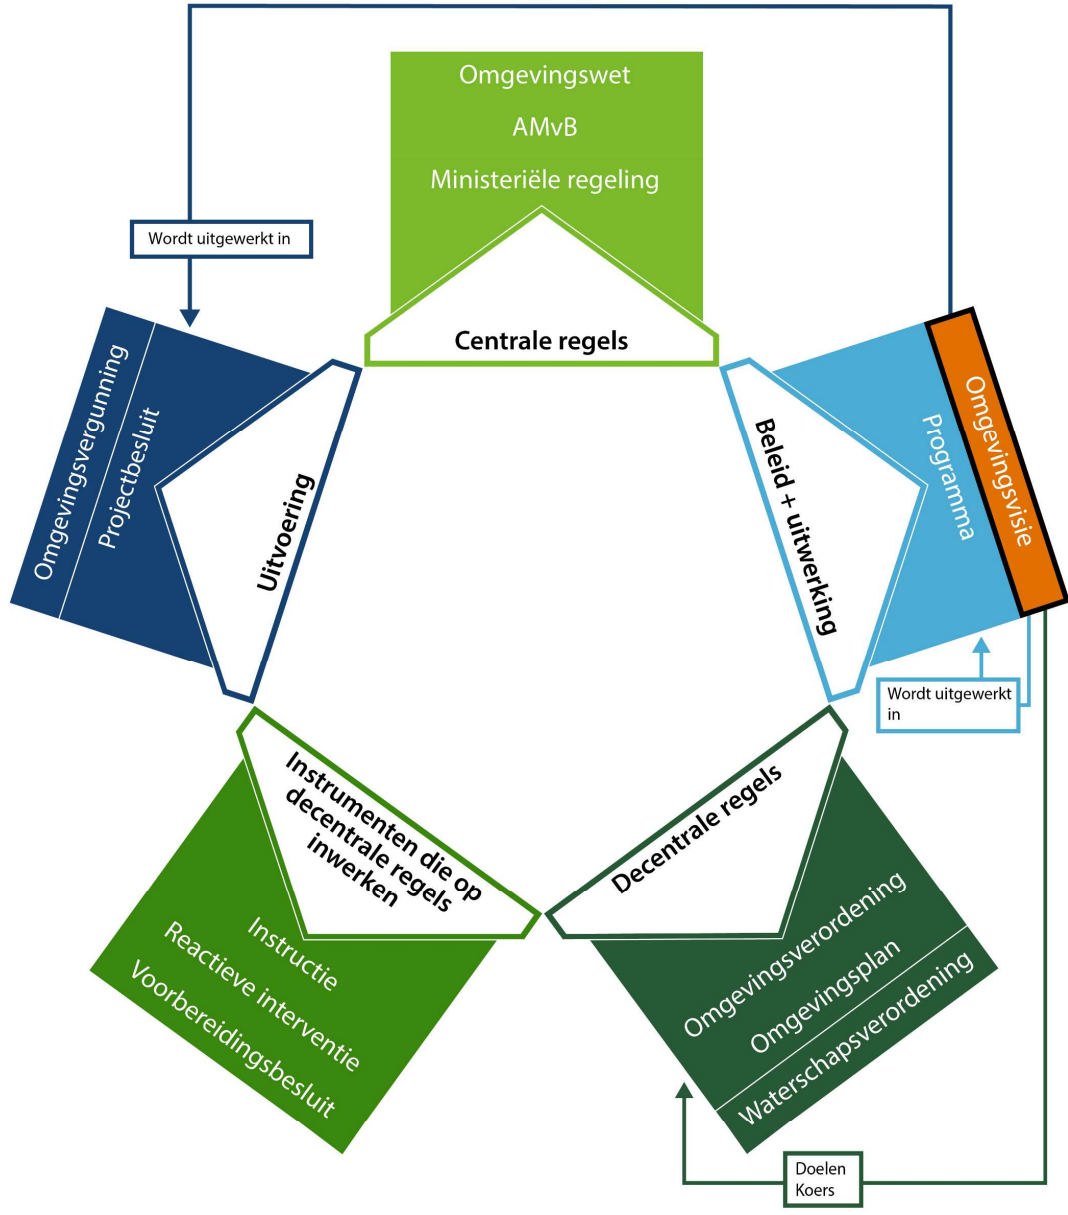 Omgevingswet
AMvB
Ministeriële regeling
Centrale regels
Wordt uitgewerkt in
Omgevingsvergunning
Projectbesluit
Uitvoering
Beleid + uitwerking
Programma
Omgevingsvisie
Wordt uitgewerkt
in
Instrumenten die op
decentrale regels
inwerken
Instructie
Reactieve interventie
Voorbereidingsbesluit
Decentrale regels
Omgevingsverordening
Omgevingsplan
Waterschapsverordening
Doelen
Koers